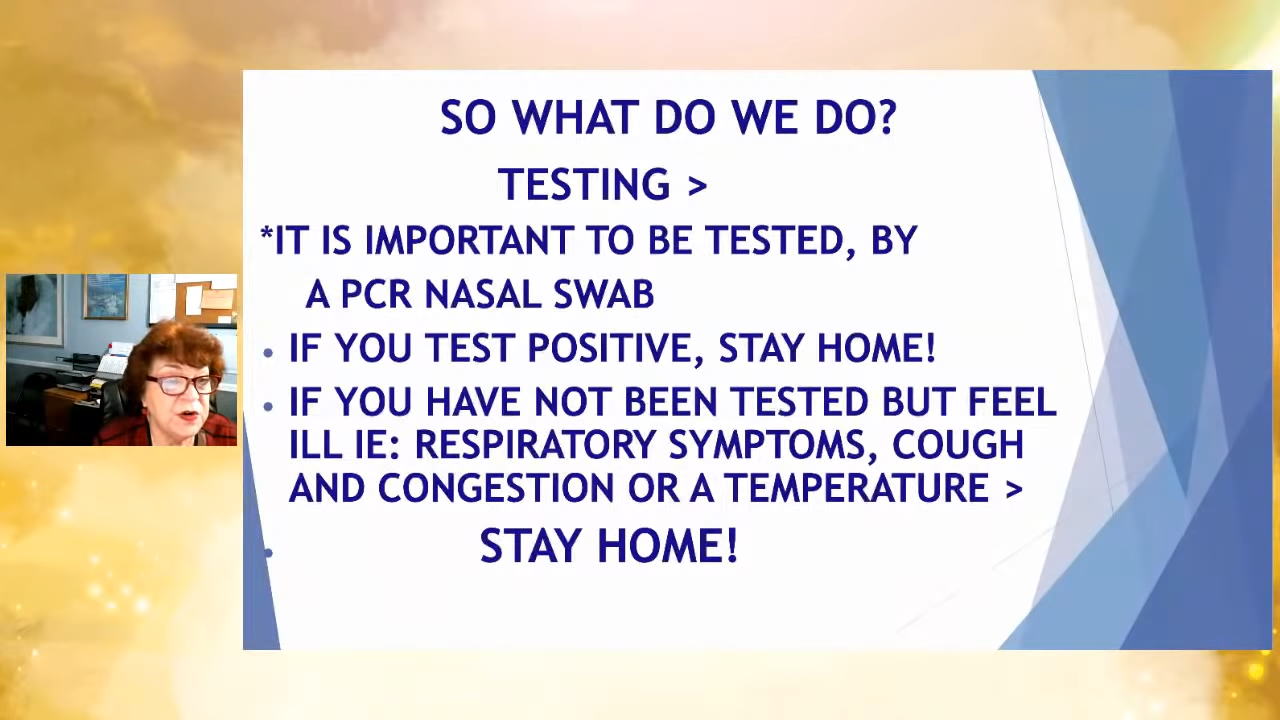 SO WHAT DO WE DO?
TESTING >
*IT IS IMPORTANT TO BE TESTED, BY
A PCR NASAL SWAB
• IF YOU TEST POSITIVE, STAY HOME!
• IF YOU HAVE NOT BEEN TESTED BUT FEEL
ILL IE: RESPIRATORY SYMPTOMS, COUGH
AND CONGESTION OR A TEMPERATURE >
• STAY HOME!